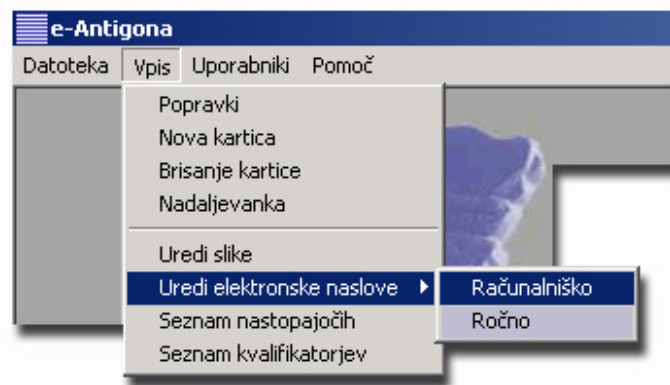 e-Antigona
Datoteka Vpis Uporabniki Pomoč
Popravki
Nova kartica
Brisanje kartice
Nadaljevanka
Uredi slike
Uredi elektronske naslove Računalniško
Seznam nastopajočih Ročno
Seznam kvalifikatorjev